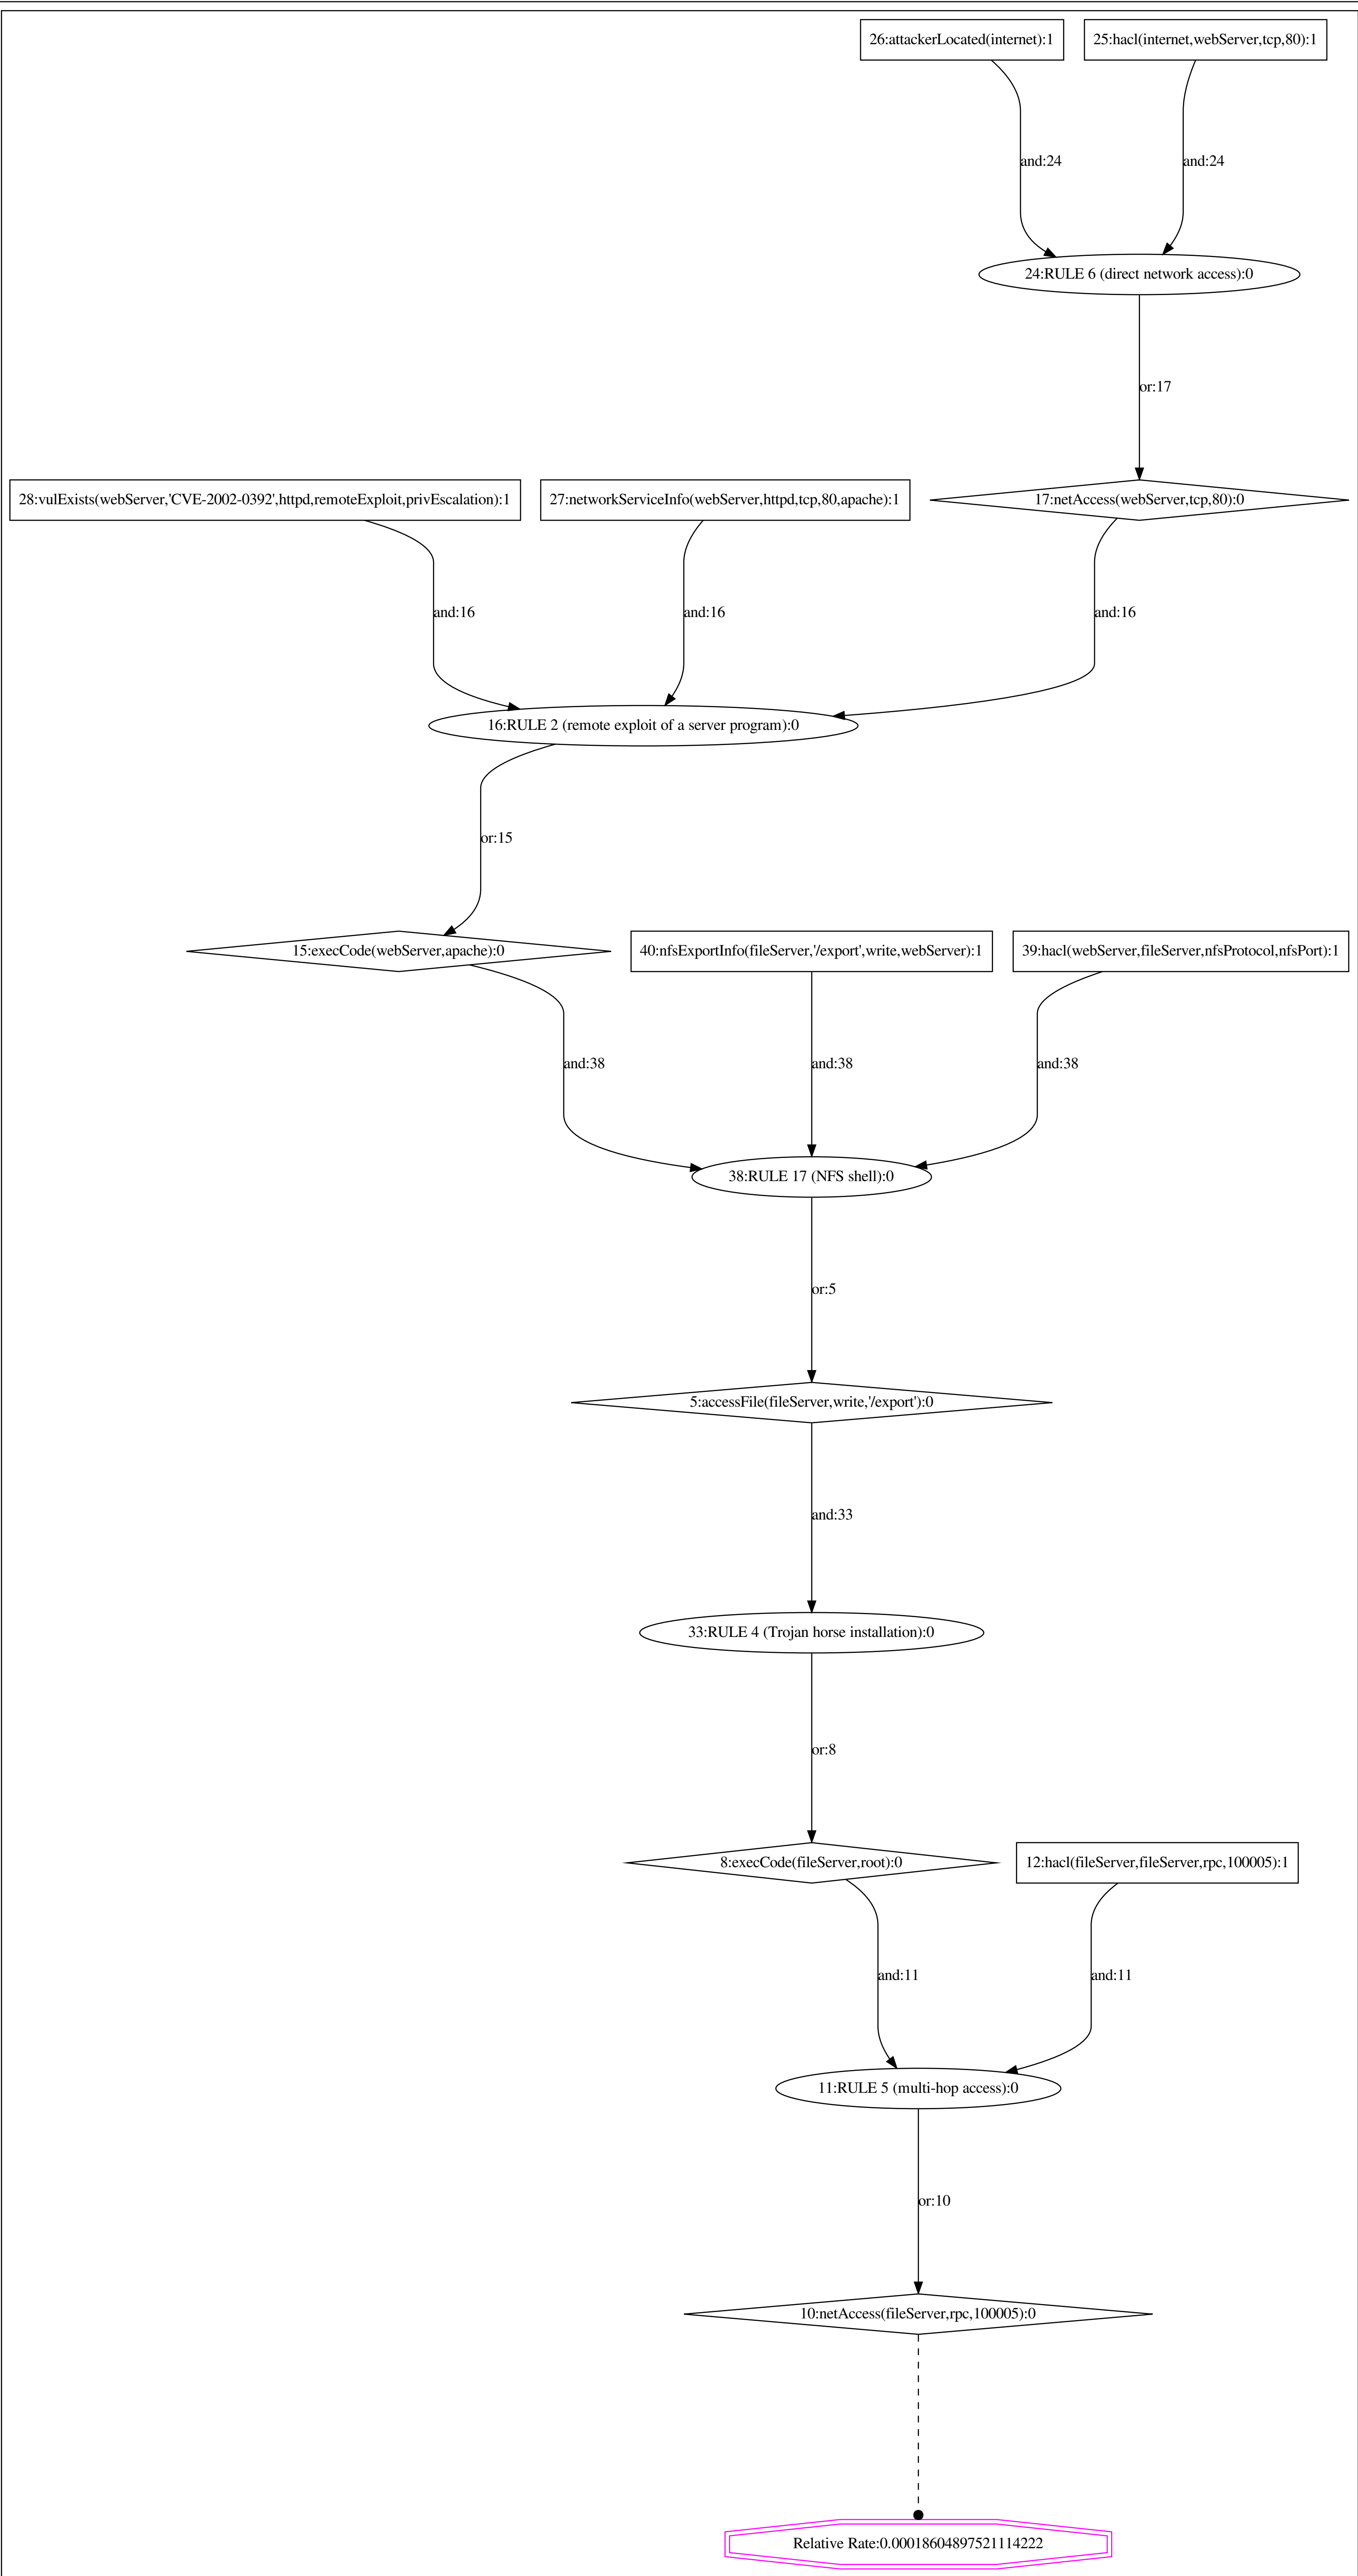 26:attackerLocated(internet):1
25:hacl(internet,webServer,tcp,80):1
and:24
and:24
24:RULE 6 (direct network access):0
or:17
28:vulExists(webServer,'CVE-2002-0392',httpd,remoteExploit,privEscalation):1
27:networkServiceInfo(webServer,httpd,tcp,80,apache):1
17:netAccess(webServer,tcp,80):0
and:16
and:16
and:16
16:RULE 2 (remote exploit of a server program):0
or:15
15:execCode(webServer,apache):0
40:nfsExportInfo(fileServer,'/export',write,webServer):1
39:hacl(webServer,fileServer,nfsProtocol,nfsPort):1
and:38
and:38
and:38
38:RULE 17 (NFS shell):0
or:5
5:accessFile(fileServer,write,'/export'):0
and:33
33:RULE 4 (Trojan horse installation):0
or:8
8:execCode(fileServer,root):0
12:hacl(fileServer,fileServer,rpc,100005):1
and:11
and:11
11:RULE 5 (multi-hop access):0
or:10
10:netAccess(fileServer,rpc,100005):0
Relative Rate:0.00018604897521114222